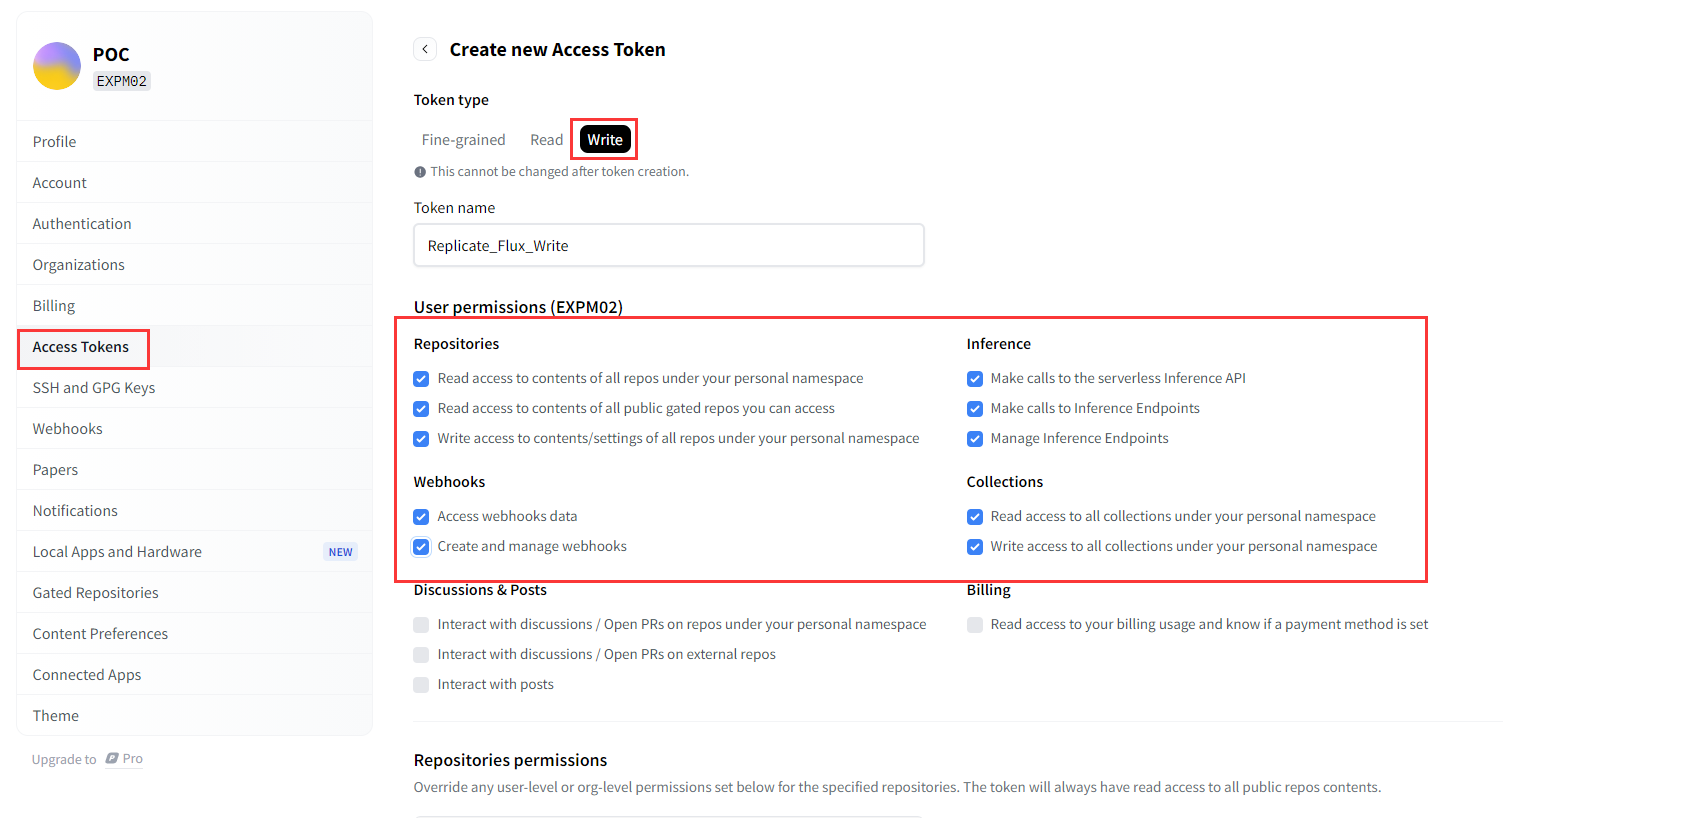 POC
EXPM02
Profile
Account
Authentication
Organizations
Billing
Access Tokens
SSH and GPG Keys
Webhooks
Papers
Notifications
Local Apps and Hardware NEW
Gated Repositories
Content Preferences
Connected Apps
Theme
Upgrade to Pro
Create new Access Token
Token type
Fine-grained Read Write
This cannot be changed after token creation.
Token name
Replicate_Flux_Write
User permissions (EXPM02)
Repositories
Read access to contents of all repos under your personal namespace
Read access to contents of all public gated repos you can access
Write access to contents/settings of all repos under your personal namespace
Inference
Make calls to the serverless Inference API
Make calls to Inference Endpoints
Manage Inference Endpoints
Webhooks
Access webhooks data
Create and manage webhooks
Collections
Read access to all collections under your personal namespace
Write access to all collections under your personal namespace
Discussions & Posts
Interact with discussions / Open PRs on repos under your personal namespace
Interact with discussions / Open PRs on external repos
Interact with posts
Billing
Read access to your billing usage and know if a payment method is set
Repositories permissions
Override any user-level or org-level permissions set below for the specified repositories. The token will always have read access to all public repos contents.